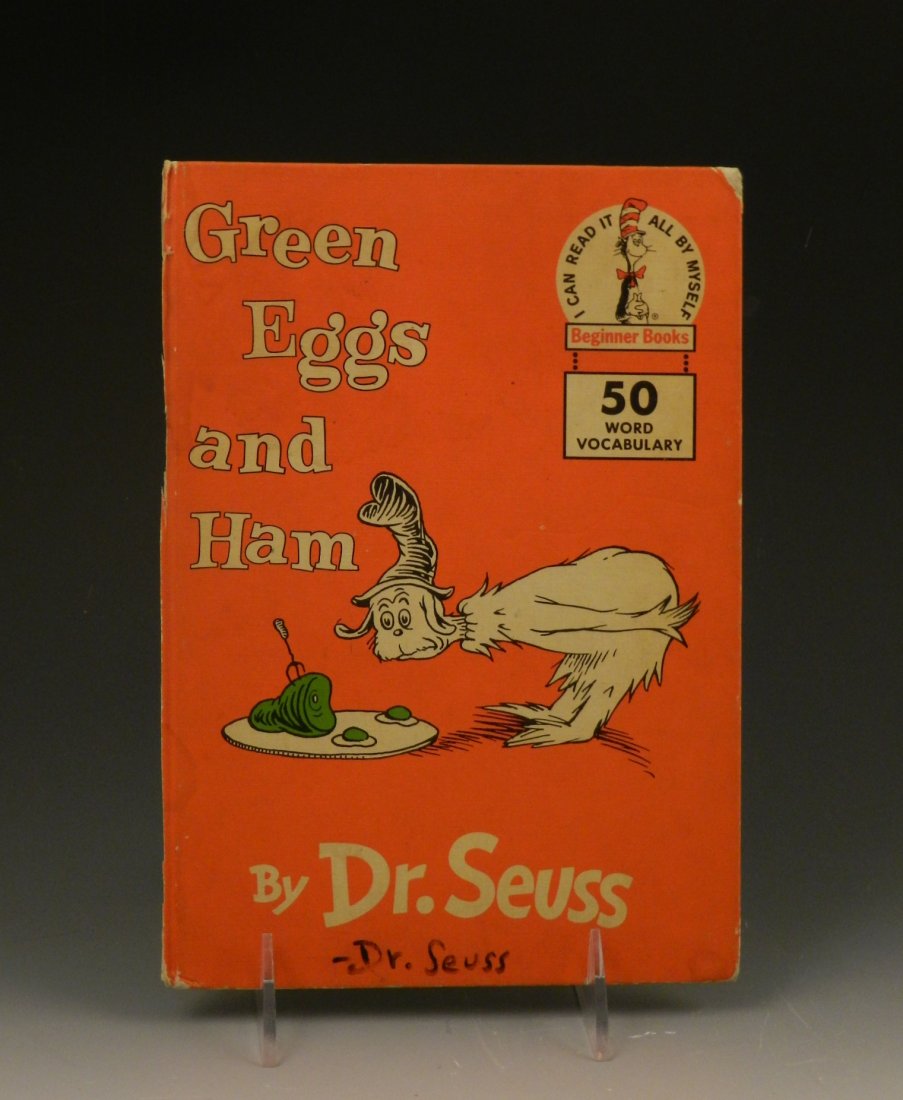 Green
Eggs
and
Ham
I CAN READ IT ALL BY MYSELF
®
Beginner Books
50
WORD
VOCABULARY
By Dr. Seuss
-Dr. Seuss